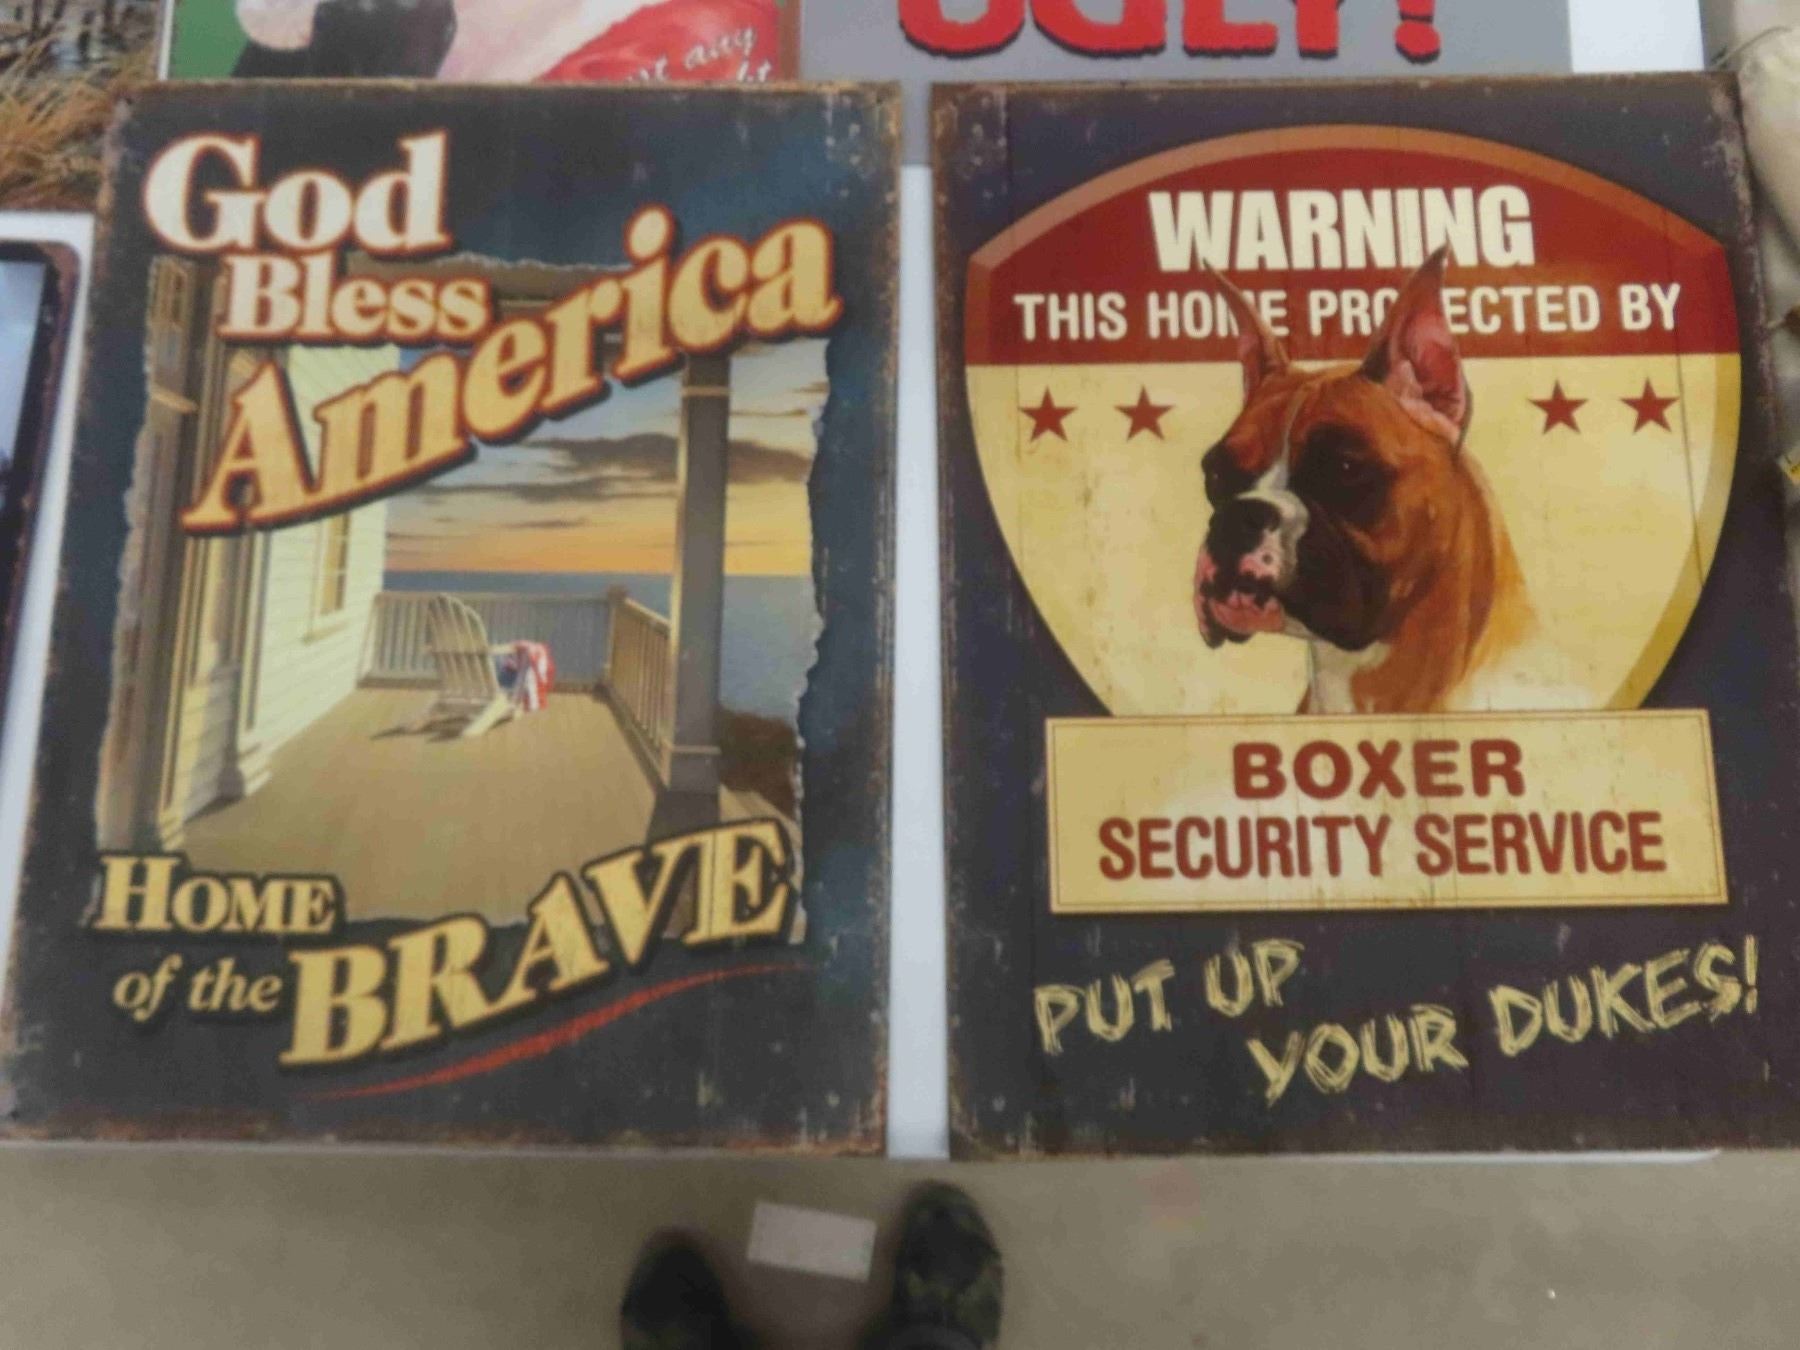 UGLY!
any
God
Bless
America
HOME
of the BRAVE
WARNING
THIS HOME PROTECTED BY
BOXER
SECURITY SERVICE
PUT UP
YOUR DUKES!